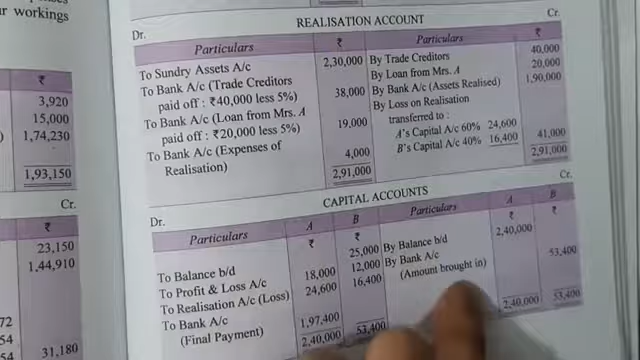 r workings
₹
3,920
15,000
1,74,230
1,93,150
Cr.
₹
23,150
1,44,910
72
54
54
31,180
REALISATION ACCOUNT
Dr. Cr.
Particulars ₹ Particulars ₹
To Sundry Assets A/c 2,30,000 By Trade Creditors 40,000
To Bank A/c (Trade Creditors By Loan from Mrs. A 20,000
paid off : ₹40,000 less 5%) 38,000 By Bank A/c (Assets Realised) 1,90,000
To Bank A/c (Loan from Mrs. A By Loss on Realisation
paid off : ₹20,000 less 5%) 19,000 transferred to :
To Bank A/c (Expenses of A's Capital A/c 60% 24,600
Realisation) 4,000 B's Capital A/c 40% 16,400 41,000
2,91,000 2,91,000
CAPITAL ACCOUNTS
Dr. Cr.
Particulars A B Particulars A B
₹ ₹ ₹ ₹
To Balance b/d 25,000 By Balance b/d 2,40,000
To Profit & Loss A/c 18,000 12,000 By Bank A/c 53,400
To Realisation A/c (Loss) 24,600 16,400 (Amount brought in)
To Bank A/c
(Final Payment) 1,97,400
2,40,000 53,400 2,40,000 53,400